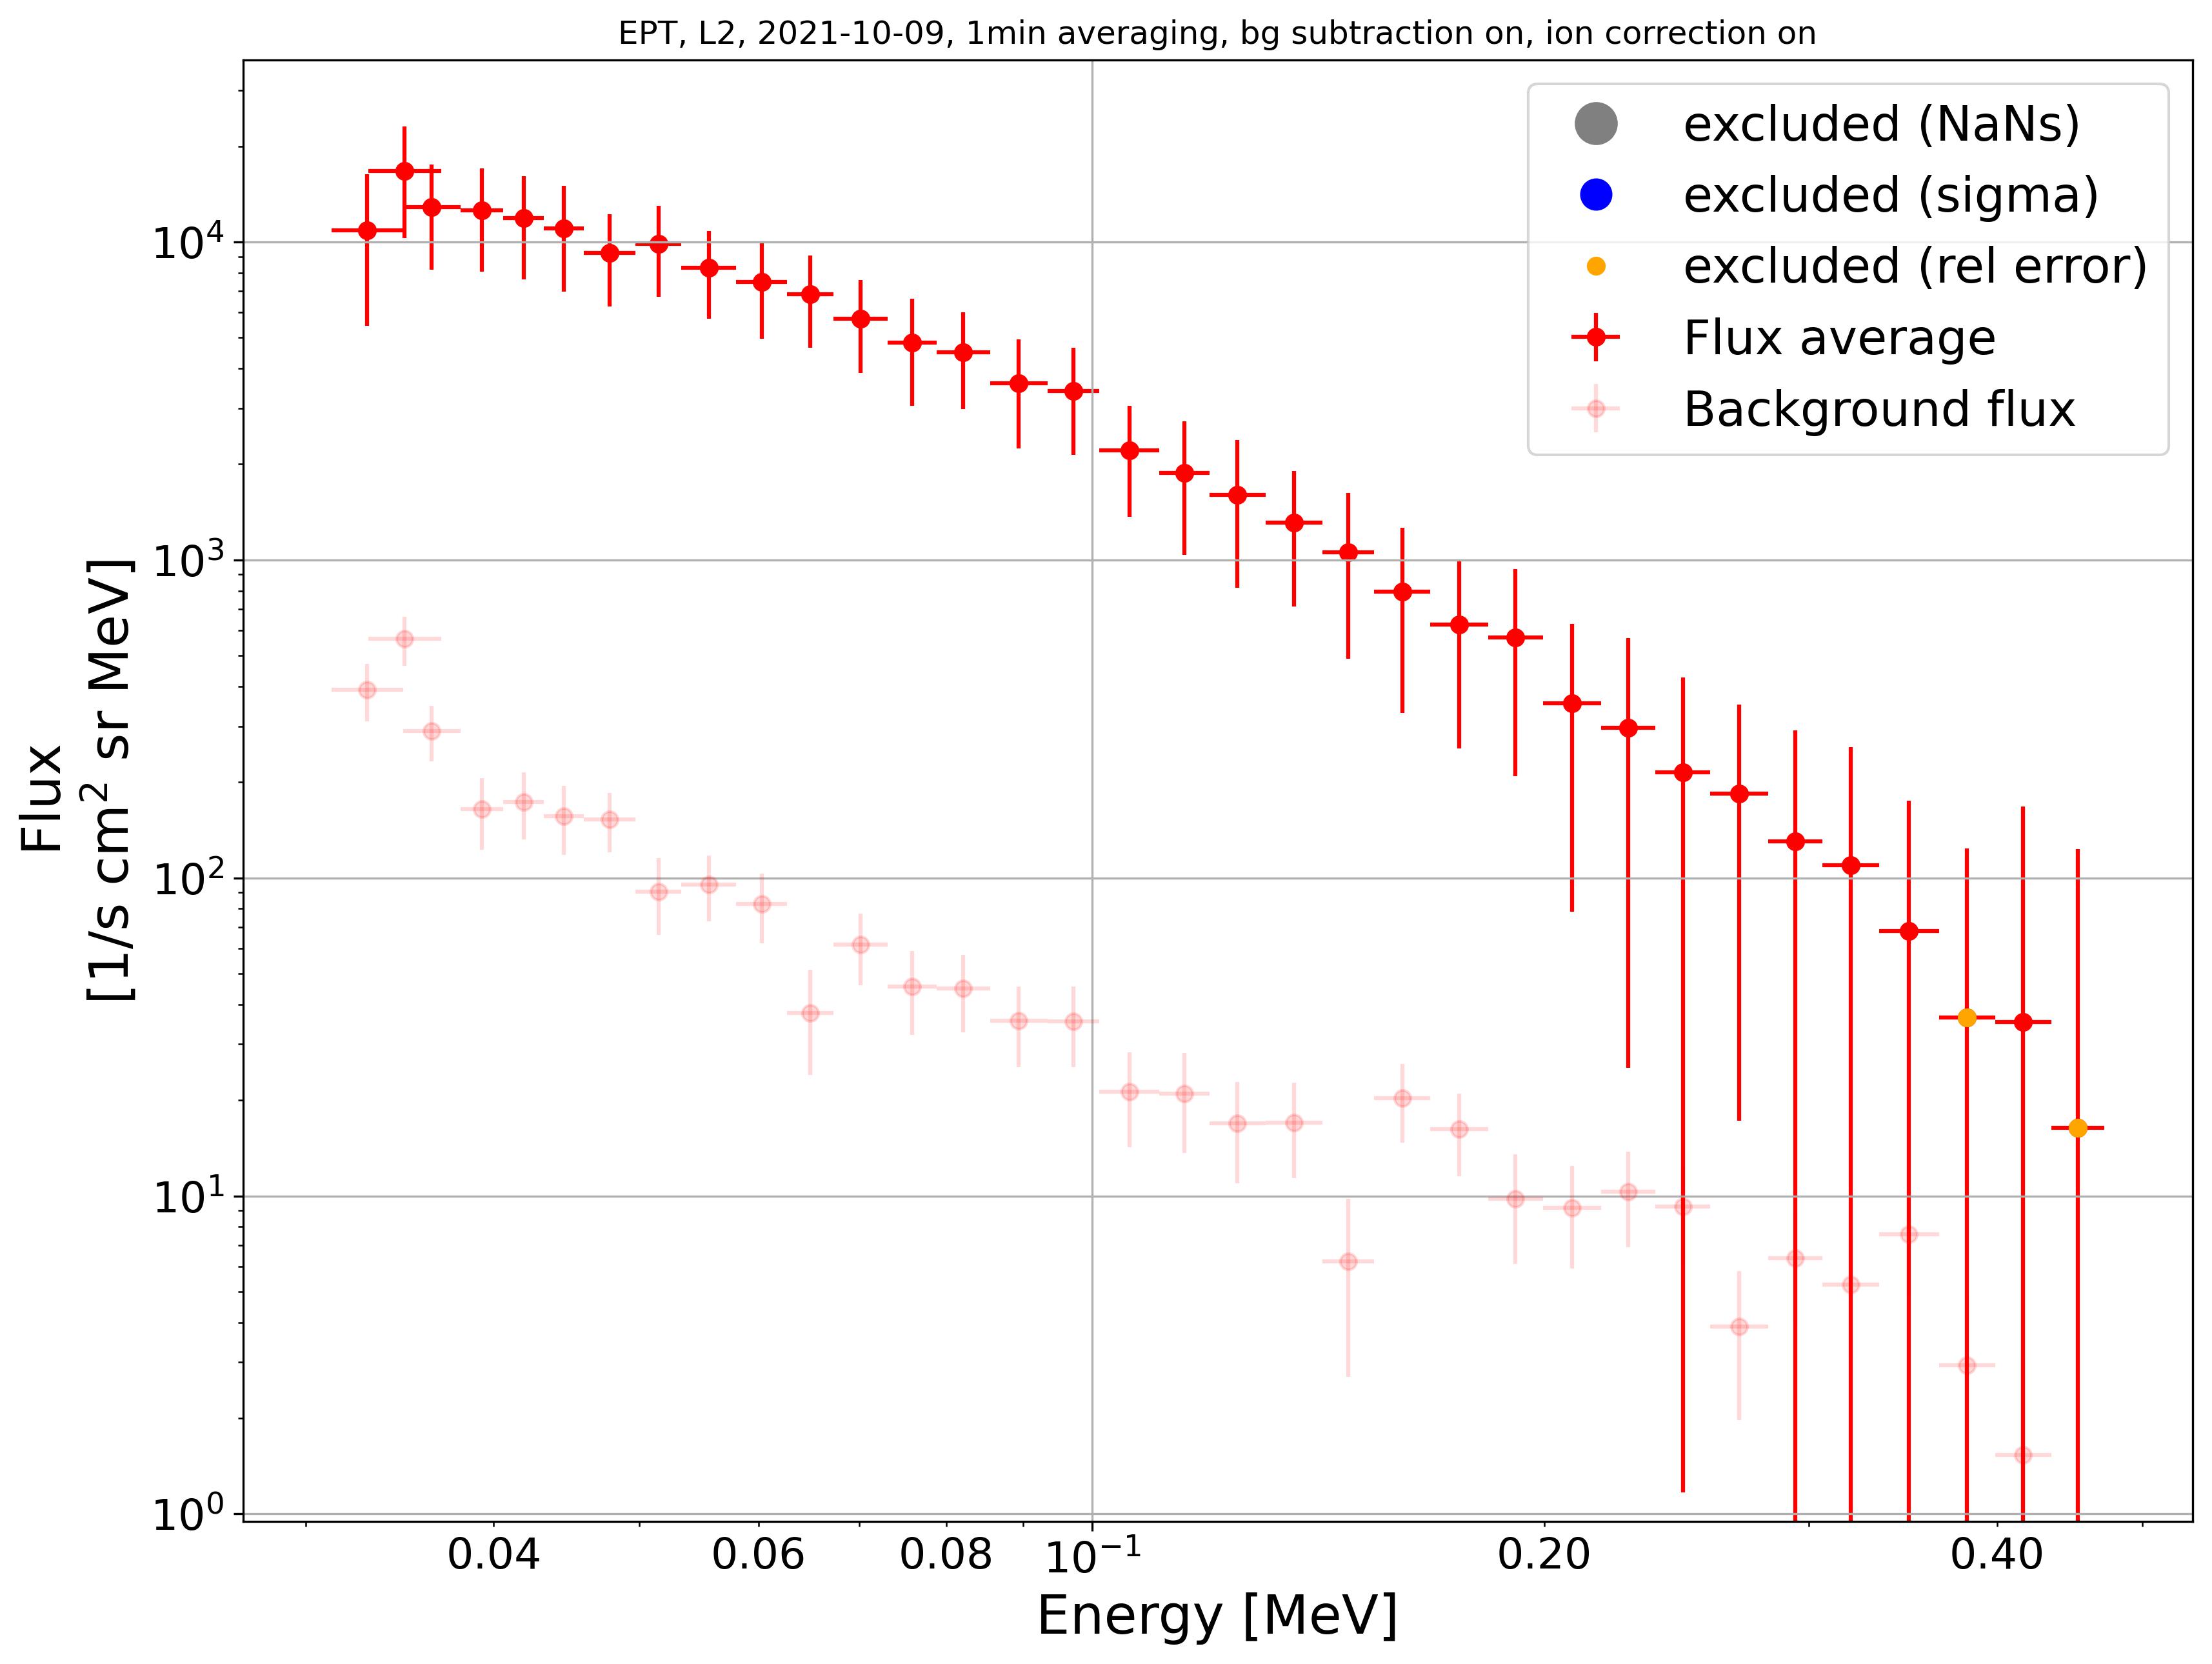 EPT, L2, 2021-10-09, 1min averaging, bg subtraction on, ion correction on
excluded (NaNs)
excluded (sigma)
excluded (rel error)
Flux average
Background flux
Flux
[1/s cm² sr MeV]
10⁴
10³
10²
10¹
10⁰
0.04 0.06 0.08 10⁻¹ 0.20 0.40
Energy [MeV]